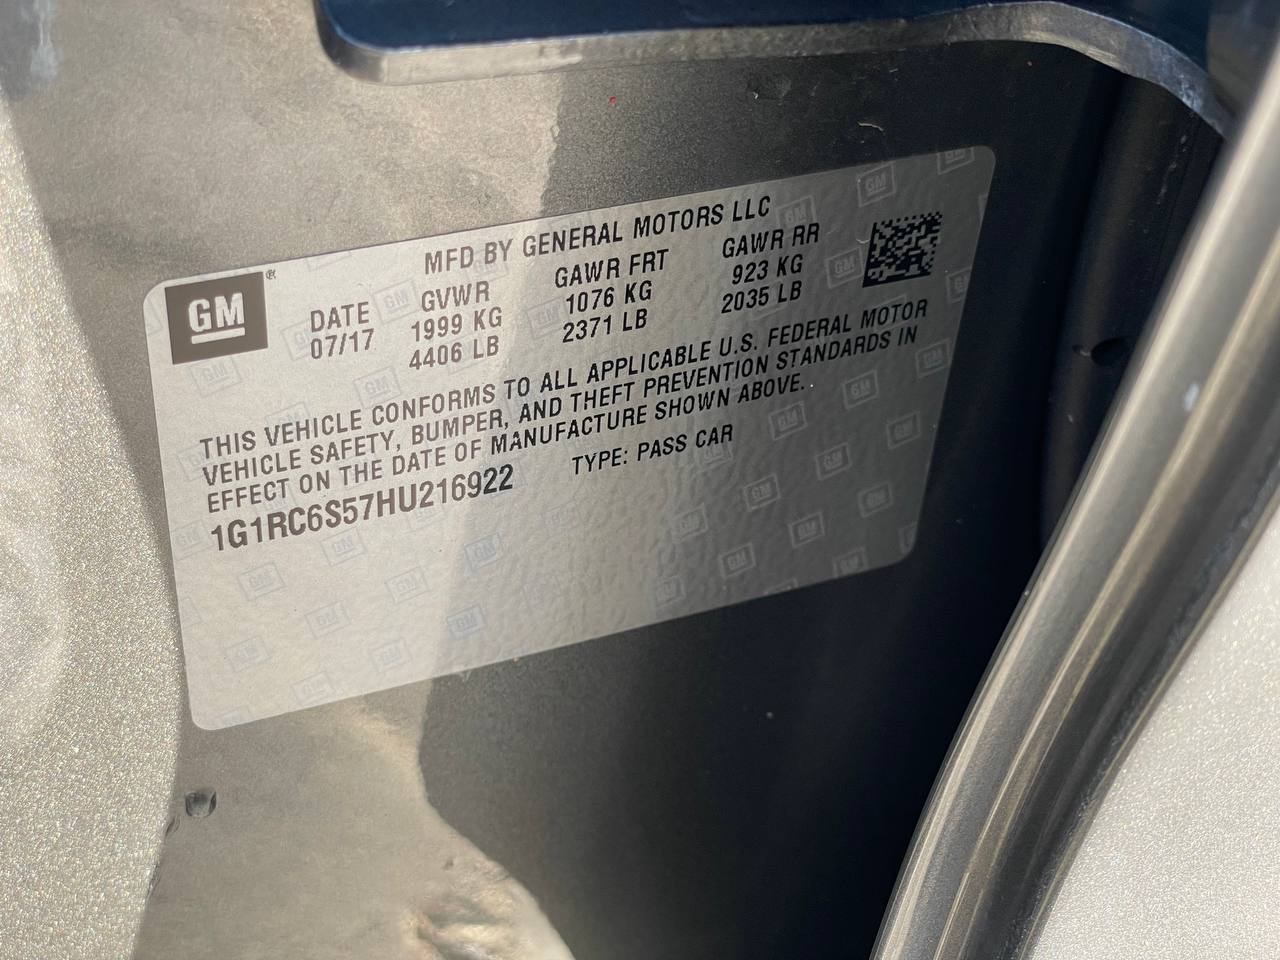 GM ®
MFD BY GENERAL MOTORS LLC
DATE GVWR GAWR FRT GAWR RR
07/17 1999 KG 1076 KG 923 KG
4406 LB 2371 LB 2035 LB
THIS VEHICLE CONFORMS TO ALL APPLICABLE U.S. FEDERAL MOTOR
VEHICLE SAFETY, BUMPER, AND THEFT PREVENTION STANDARDS IN
EFFECT ON THE DATE OF MANUFACTURE SHOWN ABOVE.
1G1RC6S57HU216922 TYPE: PASS CAR